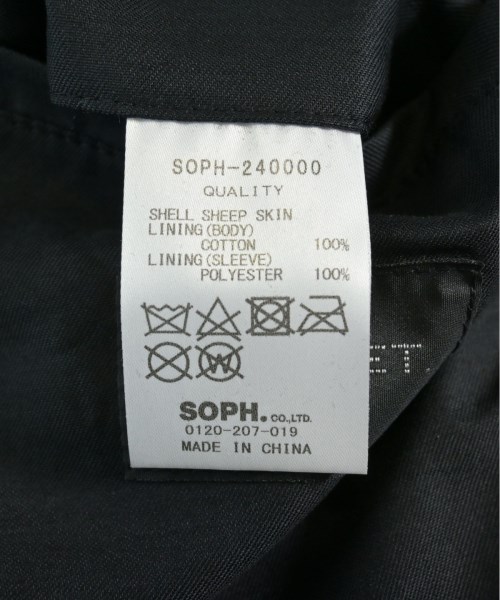 SOPH-240000
QUALITY
SHELL SHEEP SKIN
LINING(BODY)
COTTON 100%
LINING(SLEEVE)
POLYESTER 100%
W
SOPH. CO.,LTD.
0120-207-019
MADE IN CHINA